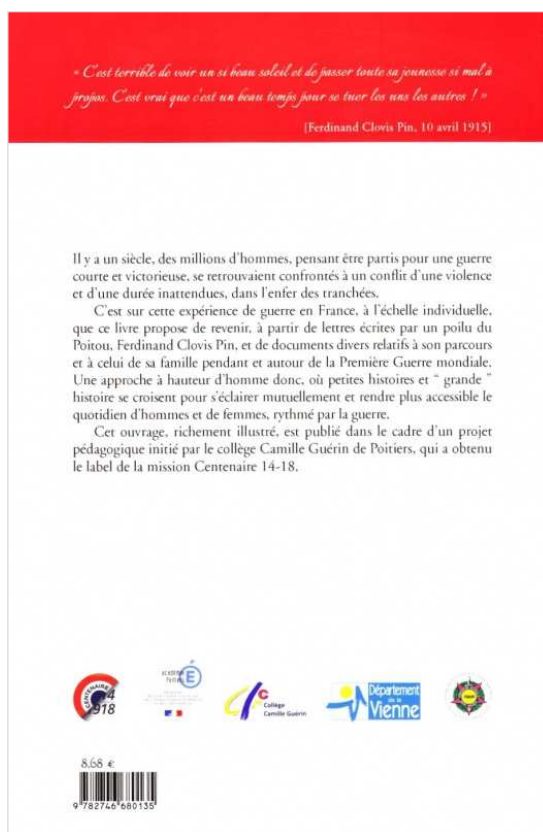 « C'est terrible de voir un si beau soleil et de passer toute sa jeunesse si mal à
propos. C'est vrai que c'est un beau temps pour se tuer les uns les autres ! »
[Ferdinand Clovis Pin, 10 avril 1915]
Il y a un siècle, des millions d'hommes, pensant être partis pour une guerre
courte et victorieuse, se retrouvaient confrontés à un conflit d'une violence
et d'une durée inattendues, dans l'enfer des tranchées.
C'est sur cette expérience de guerre en France, à l'échelle individuelle,
que ce livre propose de revenir, à partir de lettres écrites par un poilu du
Poitou, Ferdinand Clovis Pin, et de documents divers relatifs à son parcours
et à celui de sa famille pendant et autour de la Première Guerre mondiale.
Une approche à hauteur d'homme donc, où petites histoires et " grande "
histoire se croisent pour s'éclairer mutuellement et rendre plus accessible le
quotidien d'hommes et de femmes, rythmé par la guerre.
Cet ouvrage, richement illustré, est publié dans le cadre d'un projet
pédagogique initié par le collège Camille Guérin de Poitiers, qui a obtenu
le label de la mission Centenaire 14-18.
CENTENAIRE
4
918
É
C
Collège
Camille Guérin
Département
de la
Vienne
8.68 €
9 782746 680135